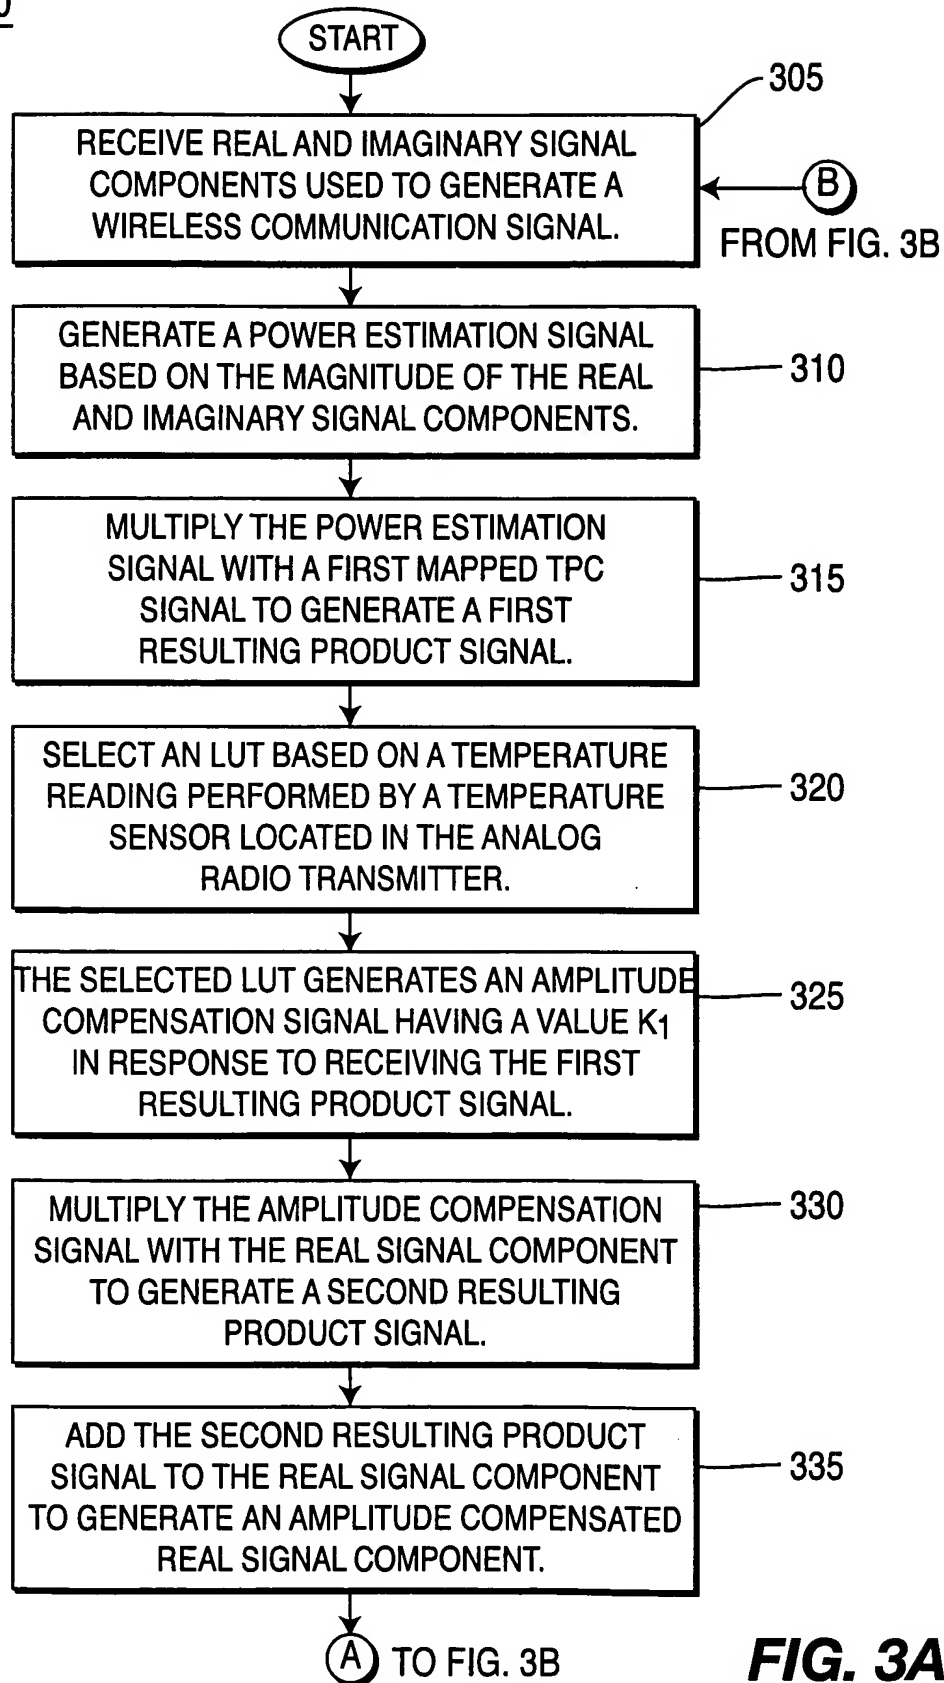 START
305
RECEIVE REAL AND IMAGINARY SIGNAL
COMPONENTS USED TO GENERATE A
WIRELESS COMMUNICATION SIGNAL.
B
FROM FIG. 3B
GENERATE A POWER ESTIMATION SIGNAL
BASED ON THE MAGNITUDE OF THE REAL
AND IMAGINARY SIGNAL COMPONENTS.
310
MULTIPLY THE POWER ESTIMATION
SIGNAL WITH A FIRST MAPPED TPC
SIGNAL TO GENERATE A FIRST
RESULTING PRODUCT SIGNAL.
315
SELECT AN LUT BASED ON A TEMPERATURE
READING PERFORMED BY A TEMPERATURE
SENSOR LOCATED IN THE ANALOG
RADIO TRANSMITTER.
320
THE SELECTED LUT GENERATES AN AMPLITUDE
COMPENSATION SIGNAL HAVING A VALUE K1
IN RESPONSE TO RECEIVING THE FIRST
RESULTING PRODUCT SIGNAL.
325
MULTIPLY THE AMPLITUDE COMPENSATION
SIGNAL WITH THE REAL SIGNAL COMPONENT
TO GENERATE A SECOND RESULTING
PRODUCT SIGNAL.
330
ADD THE SECOND RESULTING PRODUCT
SIGNAL TO THE REAL SIGNAL COMPONENT
TO GENERATE AN AMPLITUDE COMPENSATED
REAL SIGNAL COMPONENT.
335
A TO FIG. 3B
FIG. 3A